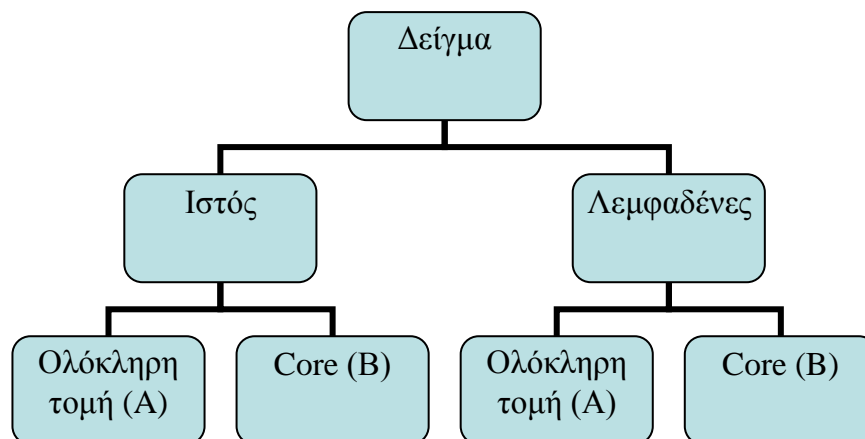 Δείγμα
Ιστός
Λεμφαδένες
Ολόκληρη
τομή (Α)
Core (Β)
Ολόκληρη
τομή (Α)
Core (Β)